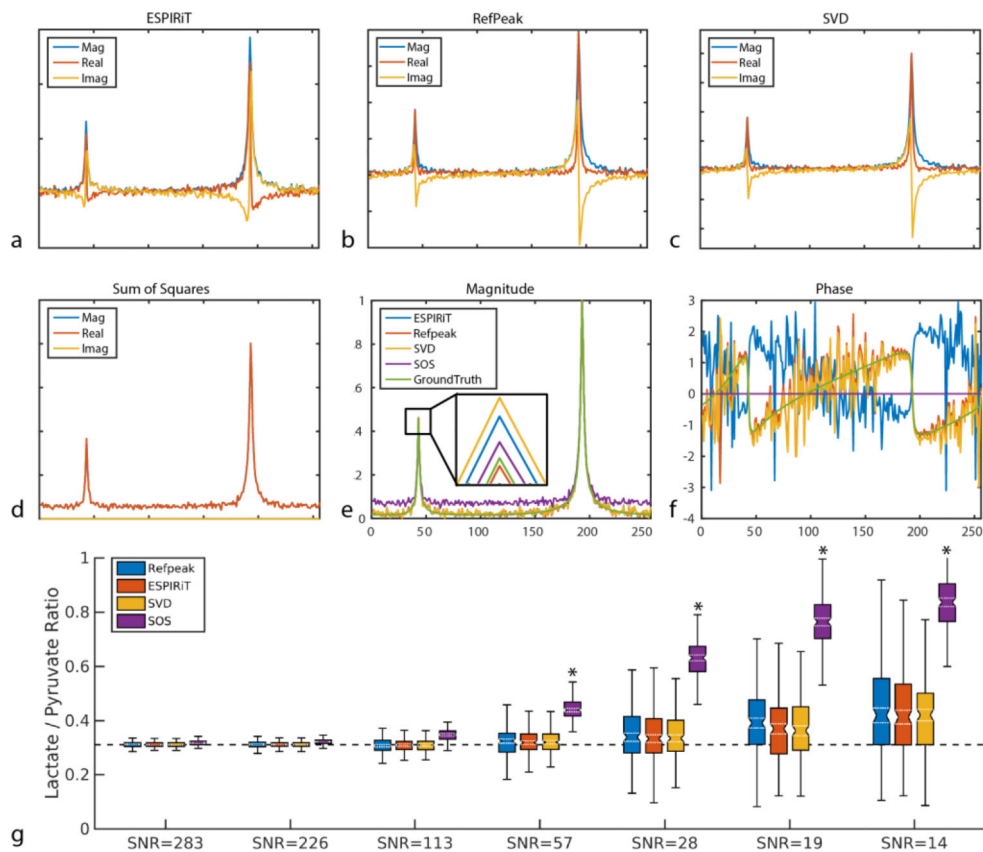 ESPIRiT
RefPeak
SVD
Mag
Real
Imag
Mag
Real
Imag
Mag
Real
Imag
a
b
c
Sum of Squares
Magnitude
Phase
Mag
Real
Imag
1
.8
.6
4
.2
0
ESPIRiT
Refpeak
SVD
SOS
GroundTruth
3
2
1
0
-1
-2
-3
-4
d
e
f
0 50 100 150 200 250
0 50 100 150 200 250
Lactate / Pyruvate Ratio
1
0.8
0.6
0.4
0.2
0
Refpeak
ESPIRiT
SVD
SOS
* * * *
g
SNR=283 SNR=226 SNR=113 SNR=57 SNR=28 SNR=19 SNR=14